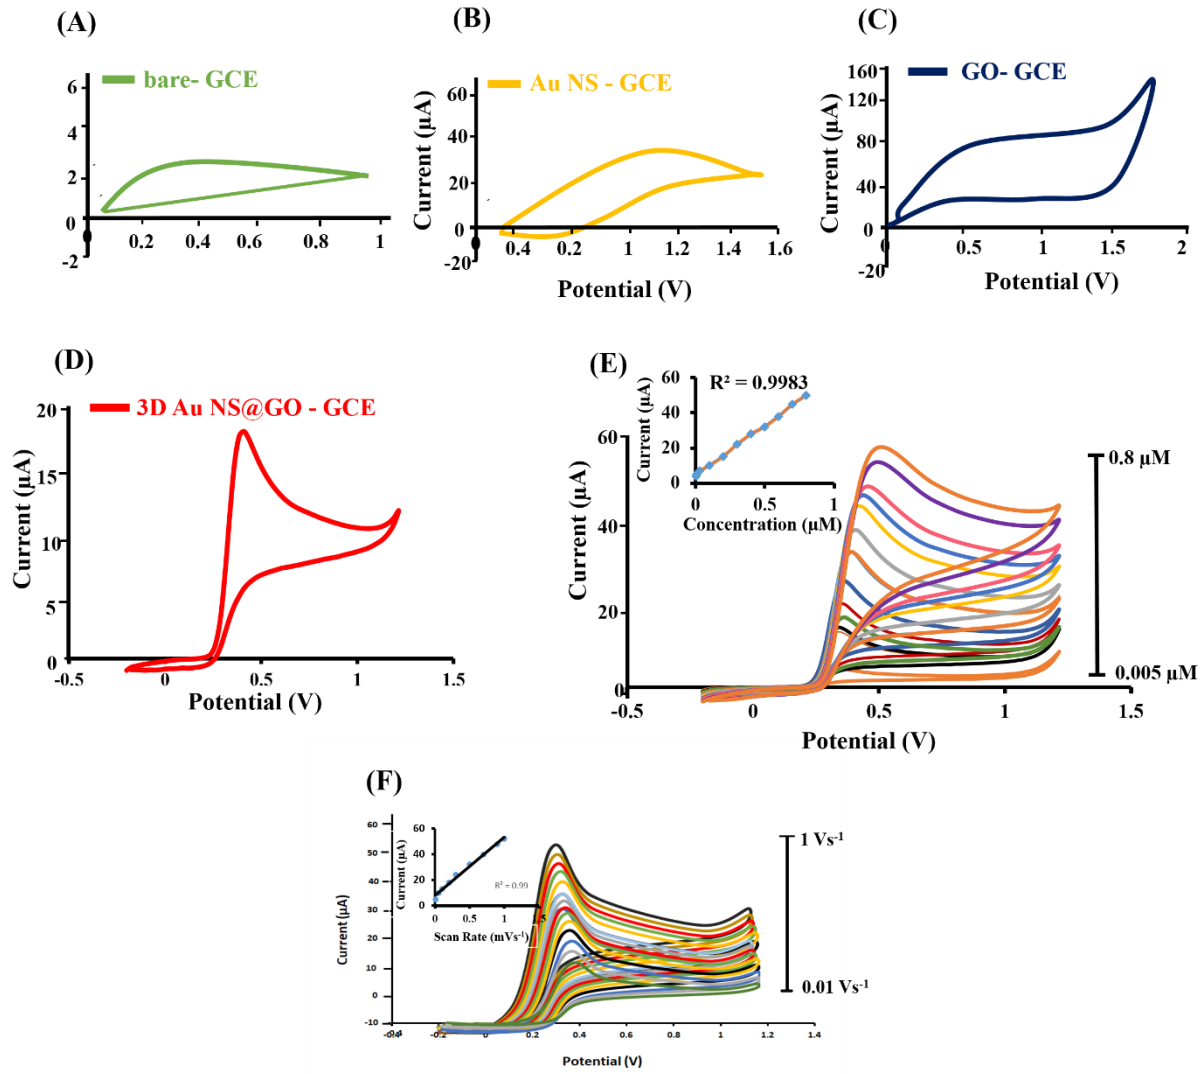 (A)
bare- GCE
6
4
2
0
0
-2
0.2
0.4
0.6
0.8
1
(B)
Au NS - GCE
Current (µA)
60
40
20
0
-20
0
0.4
0.2
1
1.2
1.4
1.6
Potential (V)
(C)
GO- GCE
Current (µA)
160
120
80
40
0
-20
0
0.5
1
1.5
2
Potential (V)
(D)
3D Au NS@GO - GCE
Current (µA)
20
15
10
5
0
-0.5
0
0.5
1
1.5
Potential (V)
(E)
R² = 0.9983
Current (µA)
60
40
20
0
0
0.5
1
Concentration (µM)
Current (µA)
60
40
20
0
-0.5
0
0.5
1
1.5
Potential (V)
0.8 µM
0.005 µM
(F)
Current (µA)
60
40
20
0
0
0.5
1
R² = 0.99
Scan Rate (mVs-1)
Current (µA)
60
50
40
30
20
10
0
-10
-0.2
0
0.2
0.4
0.6
0.8
1.0
1.2
1.4
Potential (V)
1 Vs-1
0.01 Vs-1